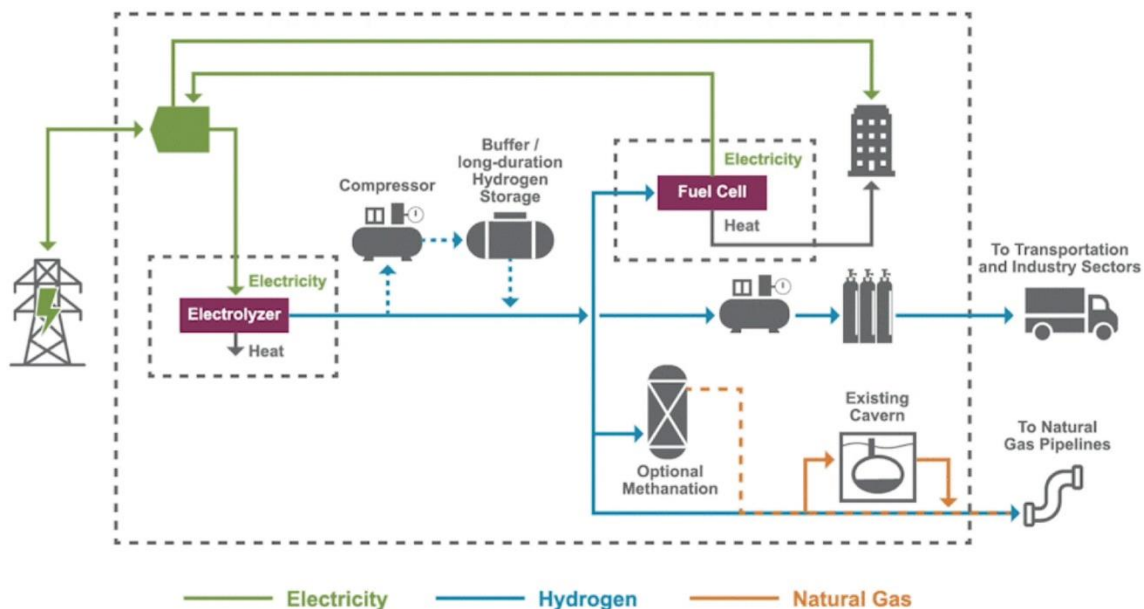 Buffer /
long-duration
Hydrogen
Storage
Compressor
Electricity
Fuel Cell
Heat
To Transportation
and Industry Sectors
Electricity
Electrolyzer
Heat
Existing
Cavern
To Natural
Gas Pipelines
Optional
Methanation
Electricity
Hydrogen
Natural Gas